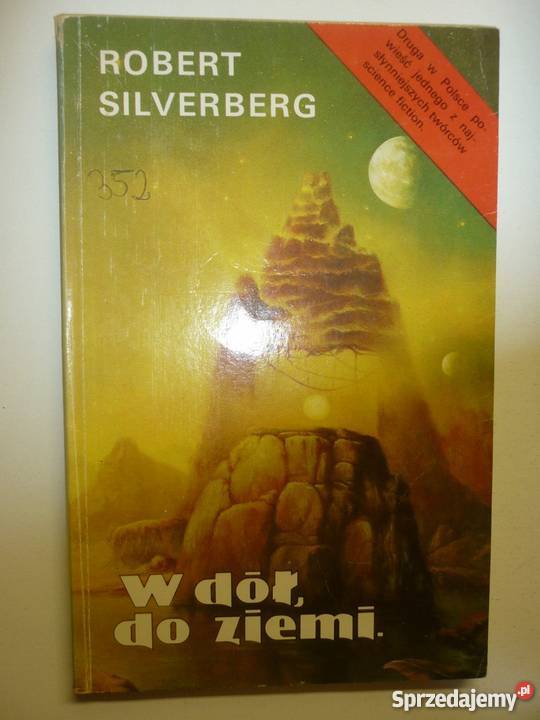 ROBERT
SILVERBERG
Druga w Polsce po-
wieść jednego z naj-
słynniejszych twórców
science fiction.
352
W dół,
do ziemi.
Sprzedajemy.pl